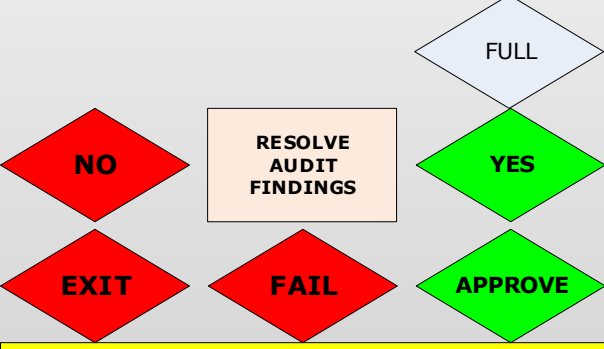 FULL
NO
RESOLVE
AUDIT
FINDINGS
YES
EXIT
FAIL
APPROVE